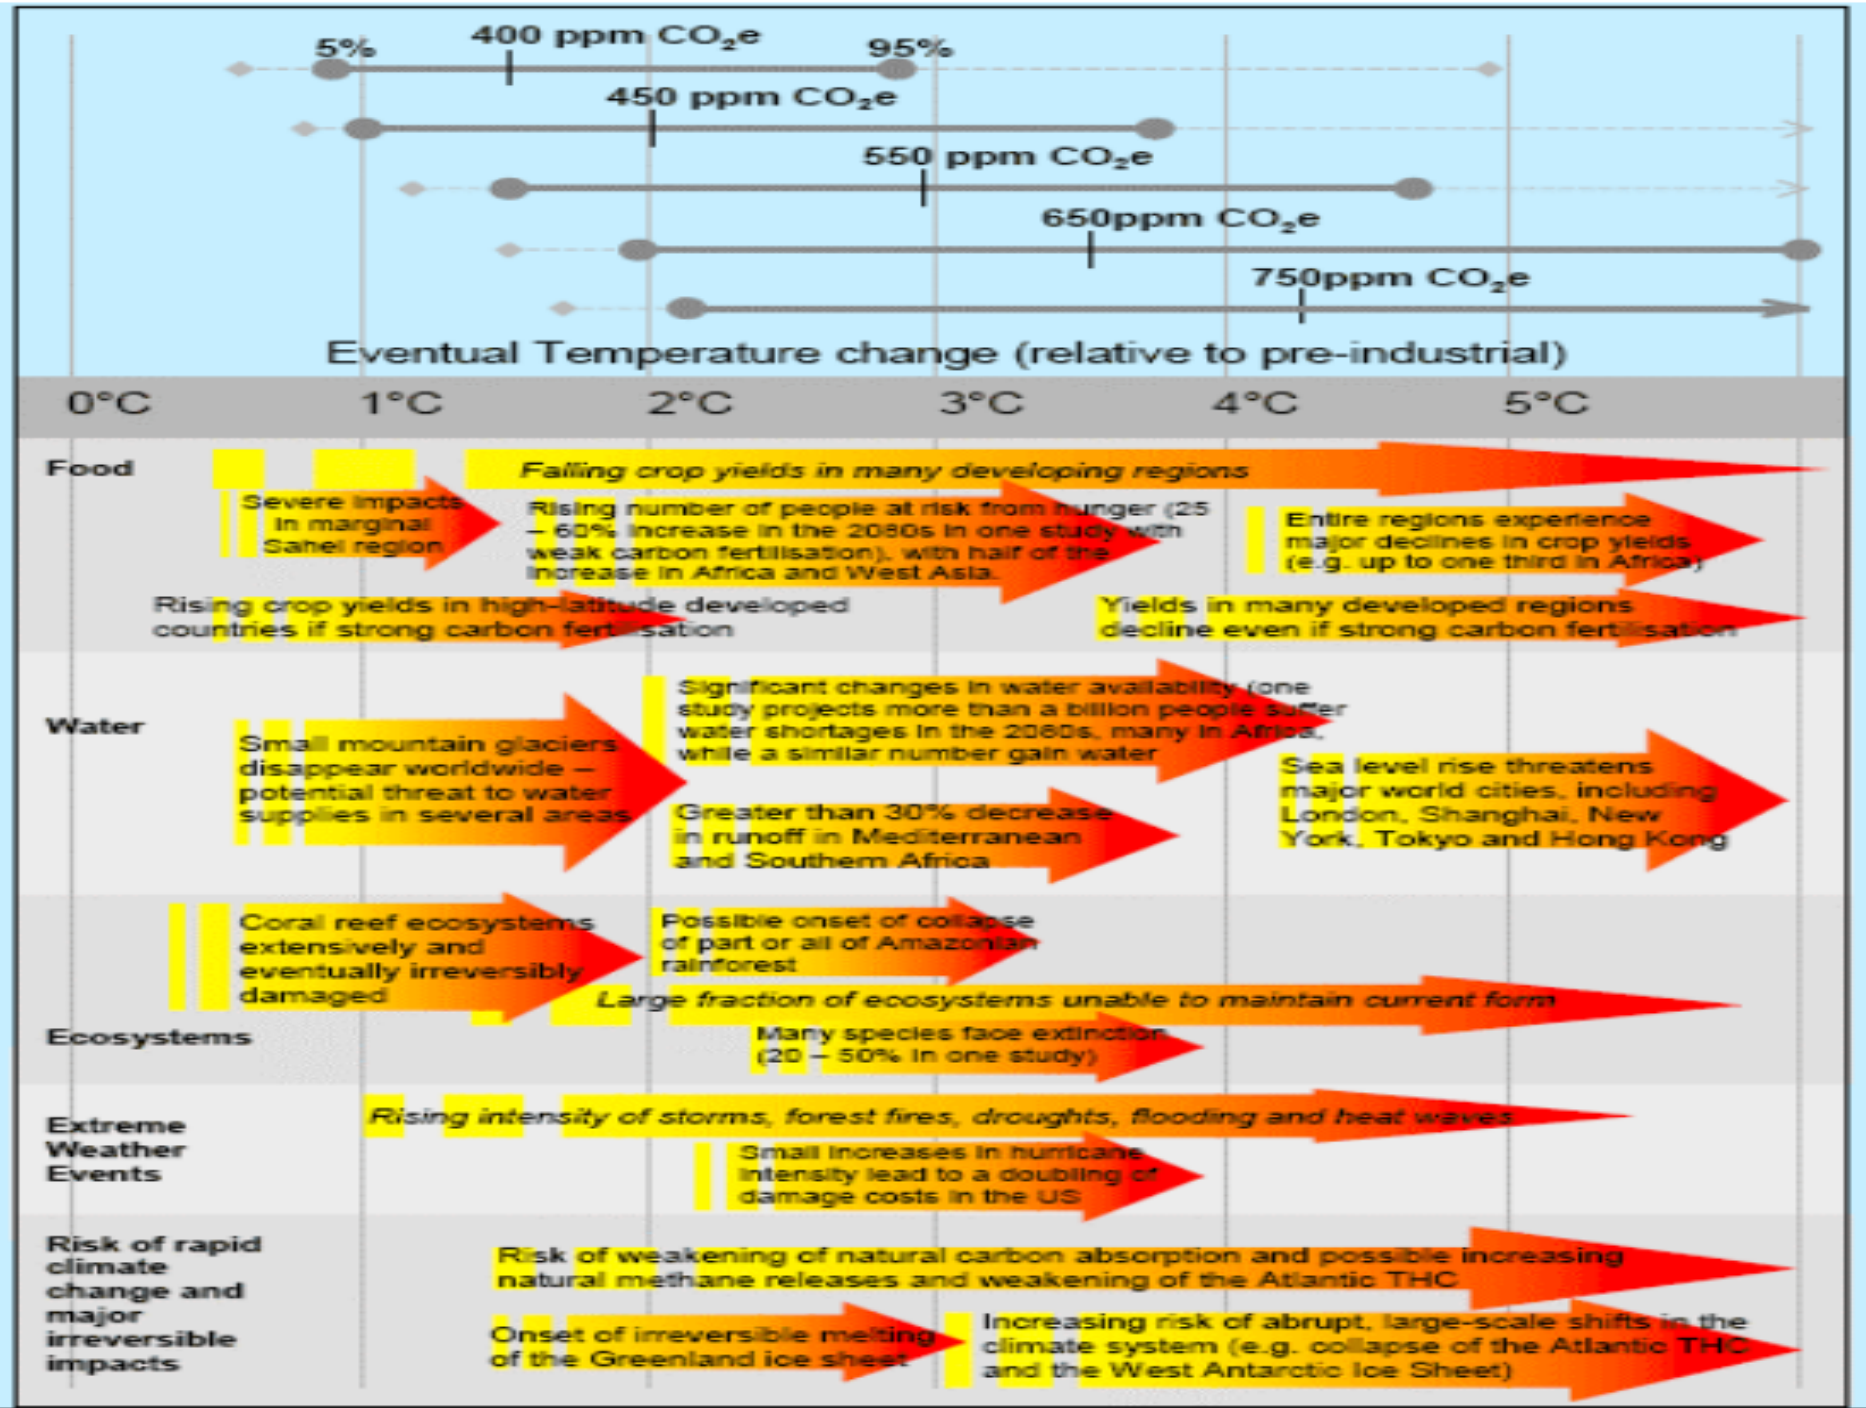 400 ppm CO₂e
5%
95%
450 ppm CO₂e
550 ppm CO₂e
650ppm CO₂e
750ppm CO₂e
Eventual Temperature change (relative to pre-industrial)
0°C 1°C 2°C 3°C 4°C 5°C
Food
Falling crop yields in many developing regions
Severe impacts
in marginal
Sahel region
Rising number of people at risk from hunger (25
– 60% increase in the 2080s in one study with
weak carbon fertilisation), with half of the
increase in Africa and West Asia.
Entire regions experience
major declines in crop yields
(e.g. up to one third in Africa)
Rising crop yields in high-latitude developed
countries if strong carbon fertilisation
Yields in many developed regions
decline even if strong carbon fertilisation
Water
Small mountain glaciers
disappear worldwide –
potential threat to water
supplies in several areas
Significant changes in water availability (one
study projects more than a billion people suffer
water shortages in the 2080s, many in Africa,
while a similar number gain water
Greater than 30% decrease
in runoff in Mediterranean
and Southern Africa
Sea level rise threatens
major world cities, including
London, Shanghai, New
York, Tokyo and Hong Kong
Ecosystems
Coral reef ecosystems
extensively and
eventually irreversibly
damaged
Possible onset of collapse
of part or all of Amazonian
rainforest
Large fraction of ecosystems unable to maintain current form
Many species face extinction
(20 – 50% in one study)
Extreme
Weather
Events
Rising intensity of storms, forest fires, droughts, flooding and heat waves
Small increases in hurricane
intensity lead to a doubling of
damage costs in the US
Risk of rapid
climate
change and
major
irreversible
impacts
Risk of weakening of natural carbon absorption and possible increasing
natural methane releases and weakening of the Atlantic THC
Onset of irreversible melting
of the Greenland ice sheet
Increasing risk of abrupt, large-scale shifts in the
climate system (e.g. collapse of the Atlantic THC
and the West Antarctic Ice Sheet)